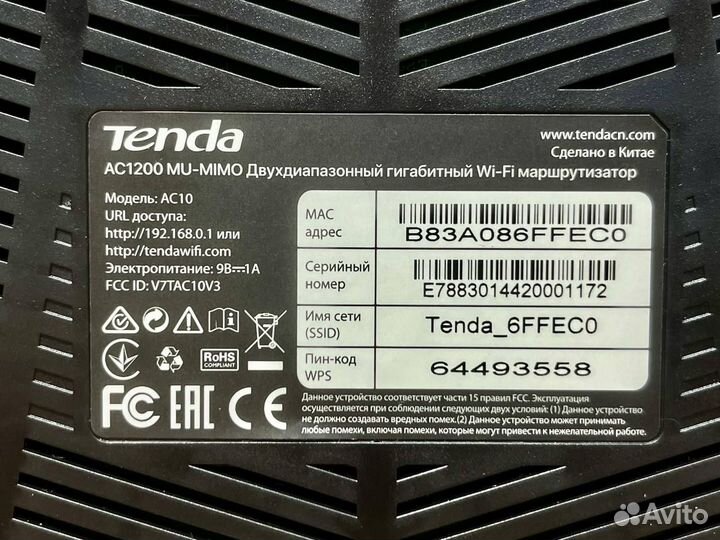 Tenda
www.tendacn.com
Сделано в Китае
AC1200 MU-MIMO Двухдиапазонный гигабитный Wi-Fi маршрутизатор
Модель: AC10
URL доступа:
http://192.168.0.1 или
http://tendawifi.com
Электропитание: 9В⎓1А
FCC ID: V7TAC10V3
MAC
адрес
B83A086FFEC0
Серийный
номер
E7883014420001172
Имя сети
(SSID)
Tenda_6FFEC0
Пин-код
WPS
64493558
RoHS
COMPLIANT
FC EAC CE
Данное устройство соответствует части 15 правил FCC. Эксплуатация
осуществляется при соблюдении следующих двух условий: (1) Данное устройство
не должно создавать вредных помех.(2) Данное устройство может принимать
любые помехи, включая помехи, которые могут привести к нежелательной работе.
Avito